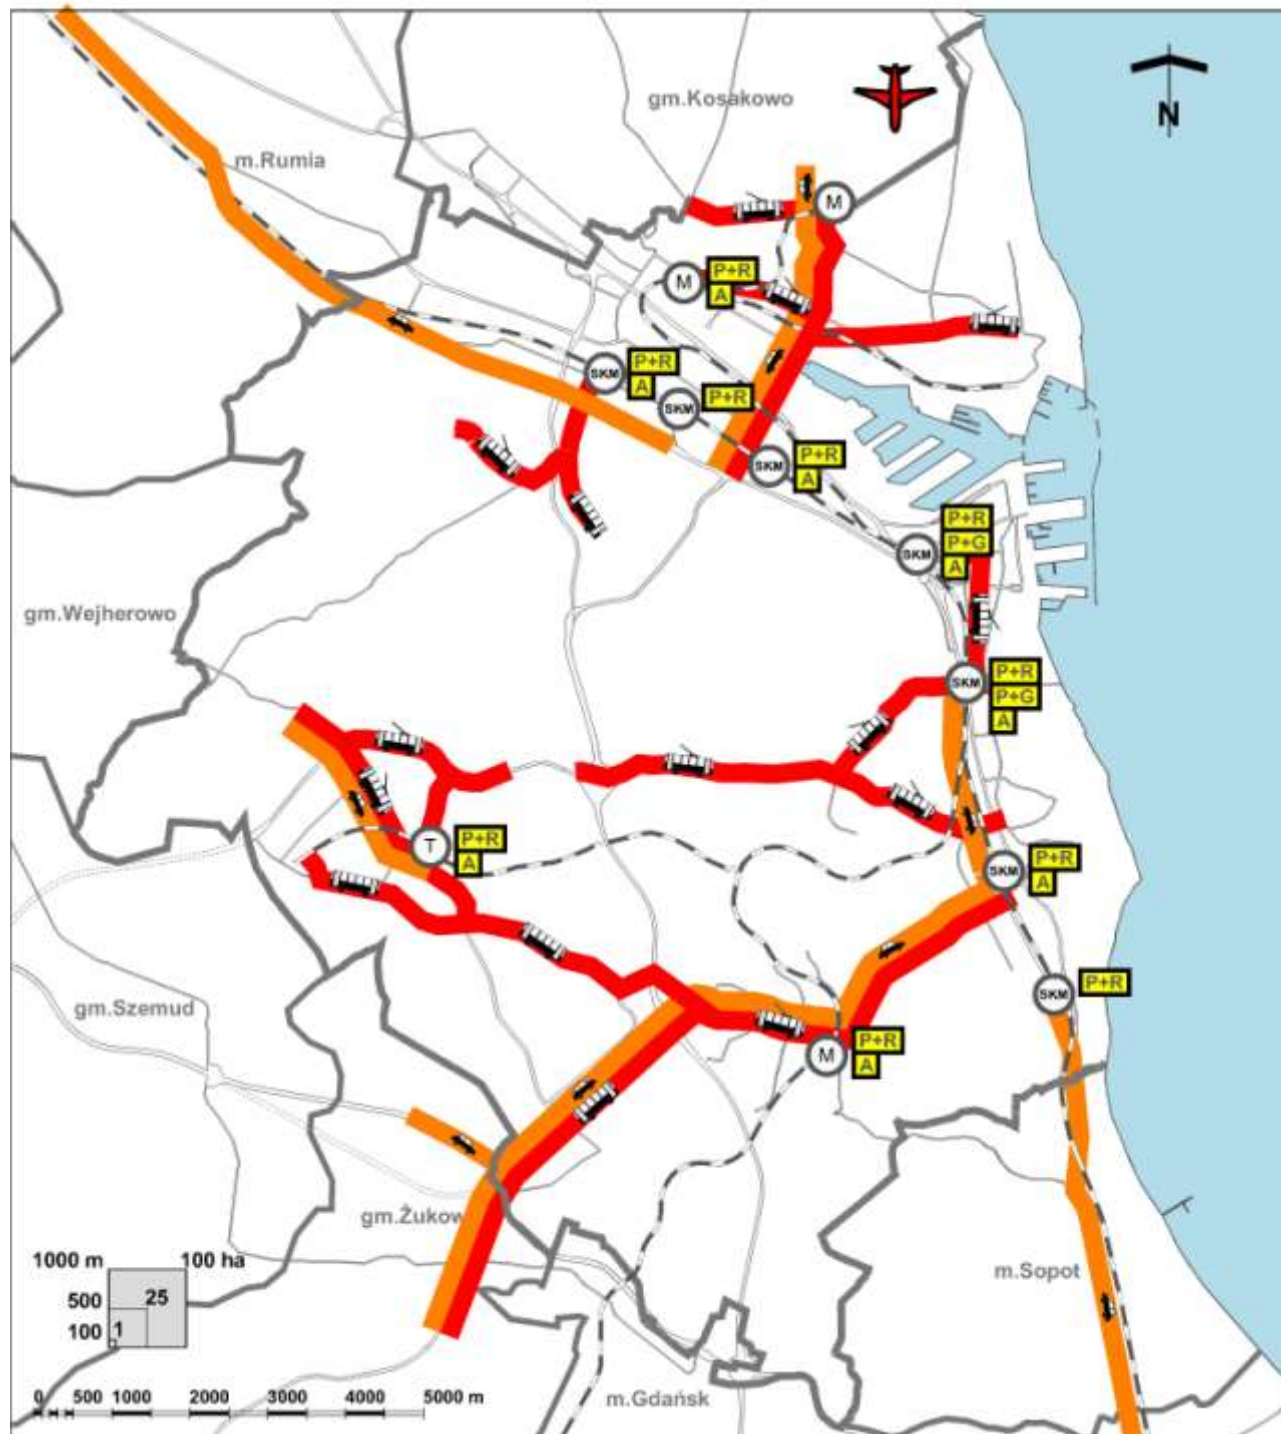 gm.Kosakowo
N
m.Rumia
M
M
P+R
A
SKM
P+R
A
SKM
P+R
SKM
P+R
A
P+R
SKM
P+G
A
gm.Wejherowo
SKM
P+R
P+G
A
T
P+R
A
SKM
P+R
A
SKM
P+R
gm.Szemud
M
P+R
A
gm.Żukow
1000 m
100 ha
m.Sopot
500
25
100
1
0
500
1000
2000
3000
4000
5000 m
m.Gdańsk